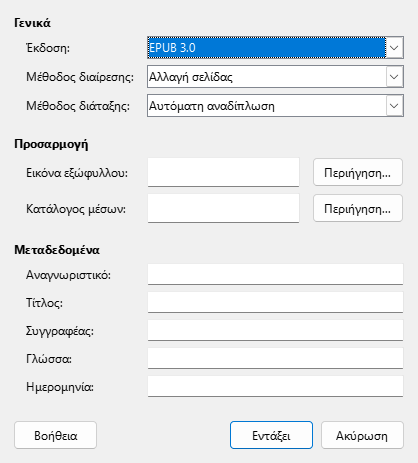 Γενικά
Έκδοση: EPUB 3.0
Μέθοδος διαίρεσης: Αλλαγή σελίδας
Μέθοδος διάταξης: Αυτόματη αναδίπλωση
Προσαρμογή
Εικόνα εξώφυλλου: Περιήγηση...
Κατάλογος μέσων: Περιήγηση...
Μεταδεδομένα
Αναγνωριστικό:
Τίτλος:
Συγγραφέας:
Γλώσσα:
Ημερομηνία:
Βοήθεια Εντάξει Ακύρωση